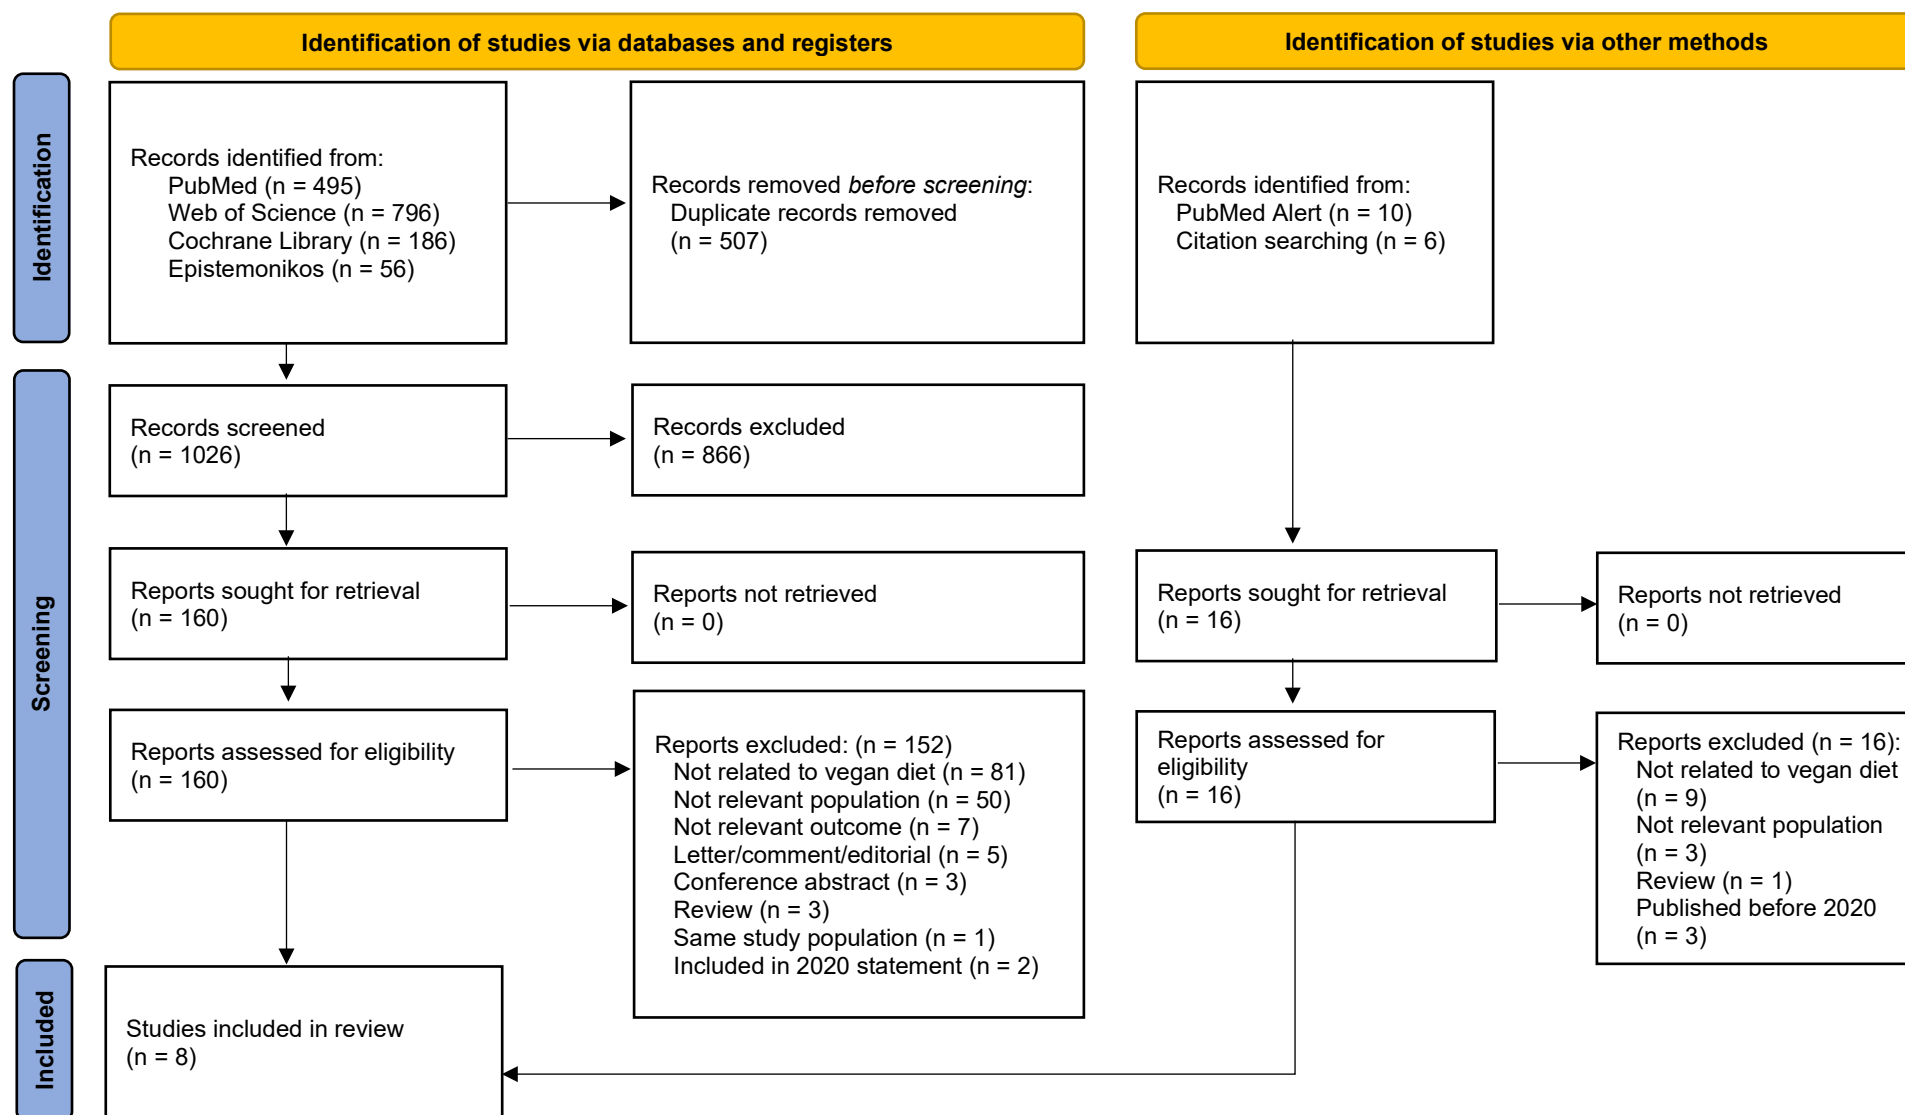 Identification of studies via databases and registers
Identification of studies via other methods
Identification
Records identified from:
PubMed (n = 495)
Web of Science (n = 796)
Cochrane Library (n = 186)
Epistemonikos (n = 56)
Records removed before screening:
Duplicate records removed
(n = 507)
Records identified from:
PubMed Alert (n = 10)
Citation searching (n = 6)
Screening
Records screened
(n = 1026)
Records excluded
(n = 866)
Reports sought for retrieval
(n = 160)
Reports not retrieved
(n = 0)
Reports sought for retrieval
(n = 16)
Reports not retrieved
(n = 0)
Reports assessed for eligibility
(n = 160)
Reports excluded: (n = 152)
Not related to vegan diet (n = 81)
Not relevant population (n = 50)
Not relevant outcome (n = 7)
Letter/comment/editorial (n = 5)
Conference abstract (n = 3)
Review (n = 3)
Same study population (n = 1)
Included in 2020 statement (n = 2)
Reports assessed for
eligibility
(n = 16)
Reports excluded (n = 16):
Not related to vegan diet
(n = 9)
Not relevant population
(n = 3)
Review (n = 1)
Published before 2020
(n = 3)
Included
Studies included in review
(n = 8)